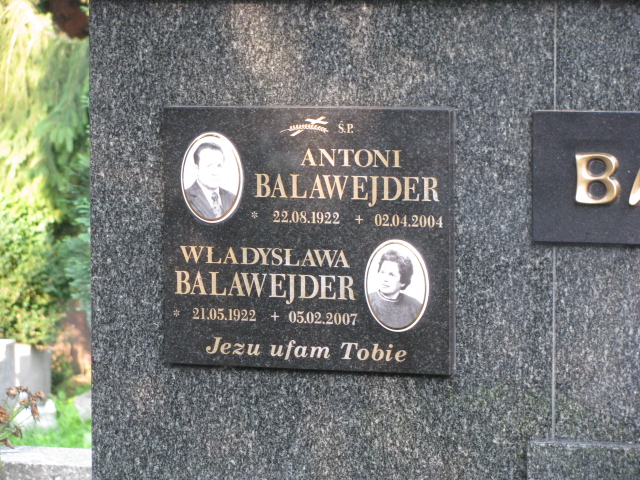 Ś.P.
ANTONI
BALAWEJDER
* 22.08.1922 + 02.04.2004
WŁADYSŁAWA
BALAWEJDER
* 21.05.1922 + 05.02.2007
Jezu ufam Tobie